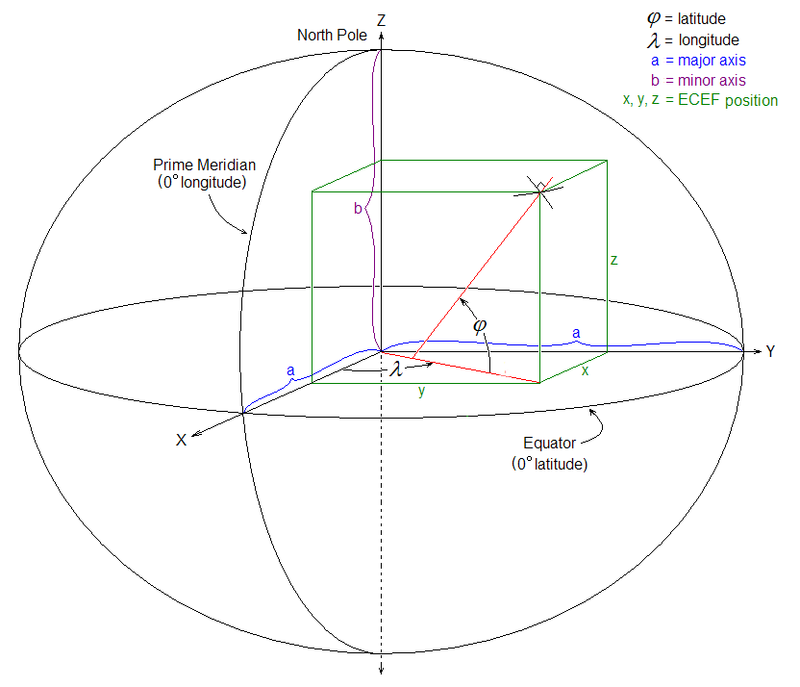 Z
North Pole
φ = latitude
λ = longitude
a = major axis
b = minor axis
x, y, z = ECEF position
Prime Meridian
(0° longitude)
b
z
φ
a
Y
a
λ
x
y
X
Equator
(0° latitude)